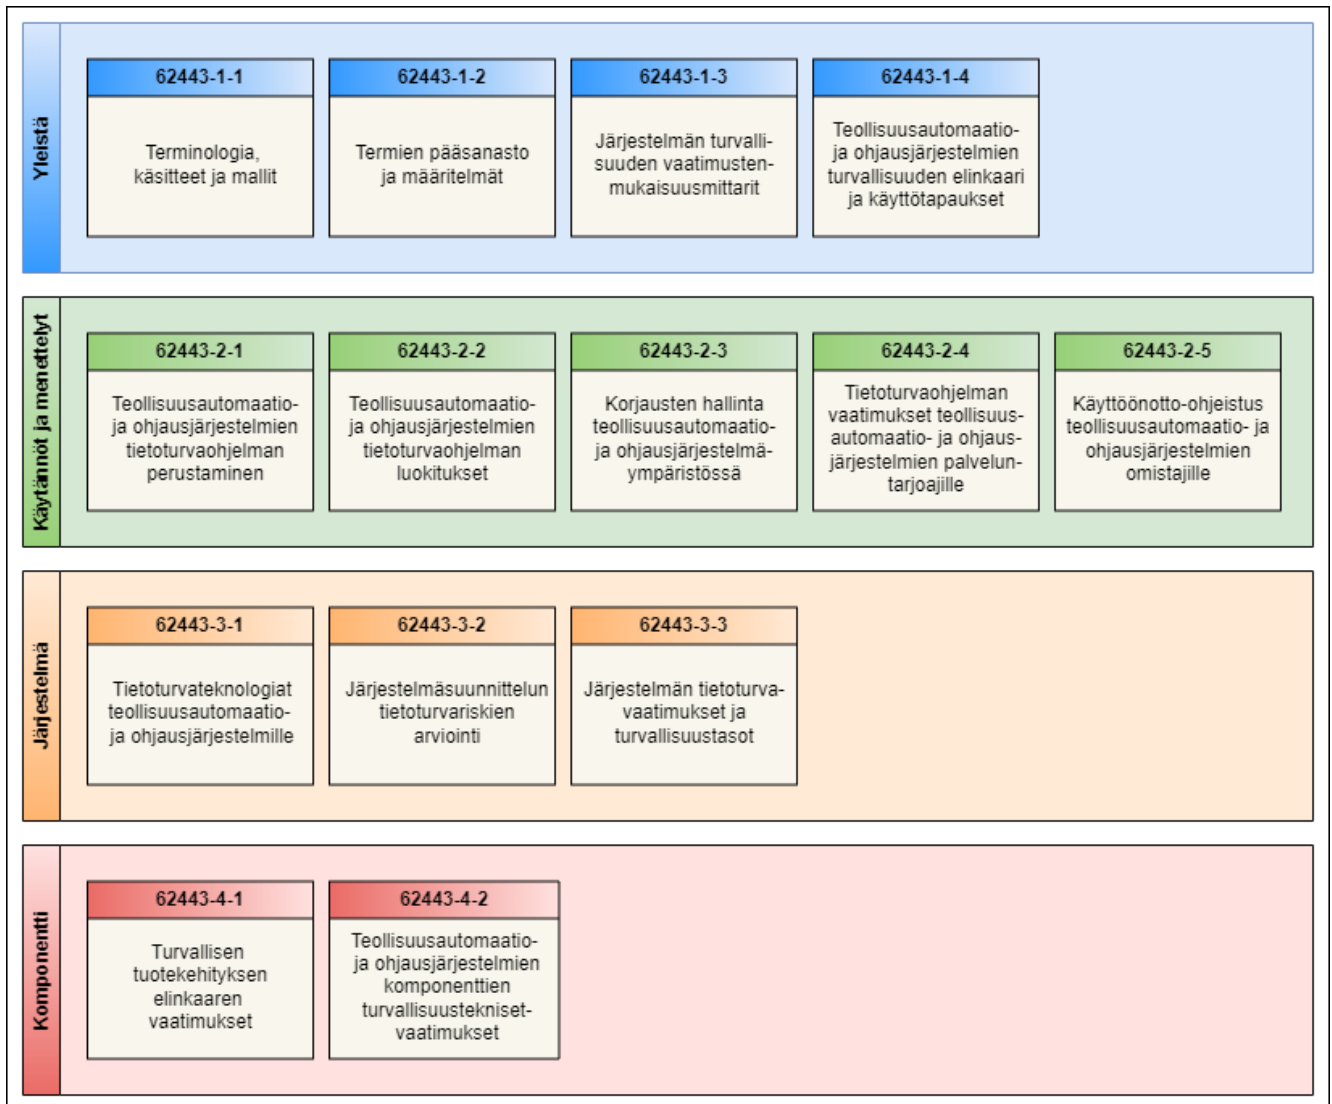 Yleistä
62443-1-1
Terminologia,
käsitteet ja mallit
62443-1-2
Termien pääsanasto
ja määritelmät
62443-1-3
Järjestelmän turvalli-
suuden vaatimusten-
mukaisuusmittarit
62443-1-4
Teollisuusautomaatio-
ja ohjausjärjestelmien
turvallisuuden elinkaari
ja käyttötapaukset
Käytännöt ja menettelyt
62443-2-1
Teollisuusautomaatio-
ja ohjausjärjestelmien
tietoturvaohjelman
perustaminen
62443-2-2
Teollisuusautomaatio-
ja ohjausjärjestelmien
tietoturvaohjelman
luokitukset
62443-2-3
Korjausten hallinta
teollisuusautomaatio-
ja ohjausjärjestelmä-
ympäristössä
62443-2-4
Tietoturvaohjelman
vaatimukset teollisuus-
automaatio- ja ohjaus-
järjestelmien palvelun-
tarjoajille
62443-2-5
Käyttöönotto-ohjeistus
teollisuusautomaatio- ja
ohjausjärjestelmien
omistajille
Järjestelmä
62443-3-1
Tietoturvateknologiat
teollisuusautomaatio-
ja ohjausjärjestelmille
62443-3-2
Järjestelmäsuunnittelun
tietoturvariskien
arviointi
62443-3-3
Järjestelmän tietoturva-
vaatimukset ja
turvallisuustasot
Komponentti
62443-4-1
Turvallisen
tuotekehityksen
elinkaaren
vaatimukset
62443-4-2
Teollisuusautomaatio-
ja ohjausjärjestelmien
komponenttien
turvallisuustekniset-
vaatimukset